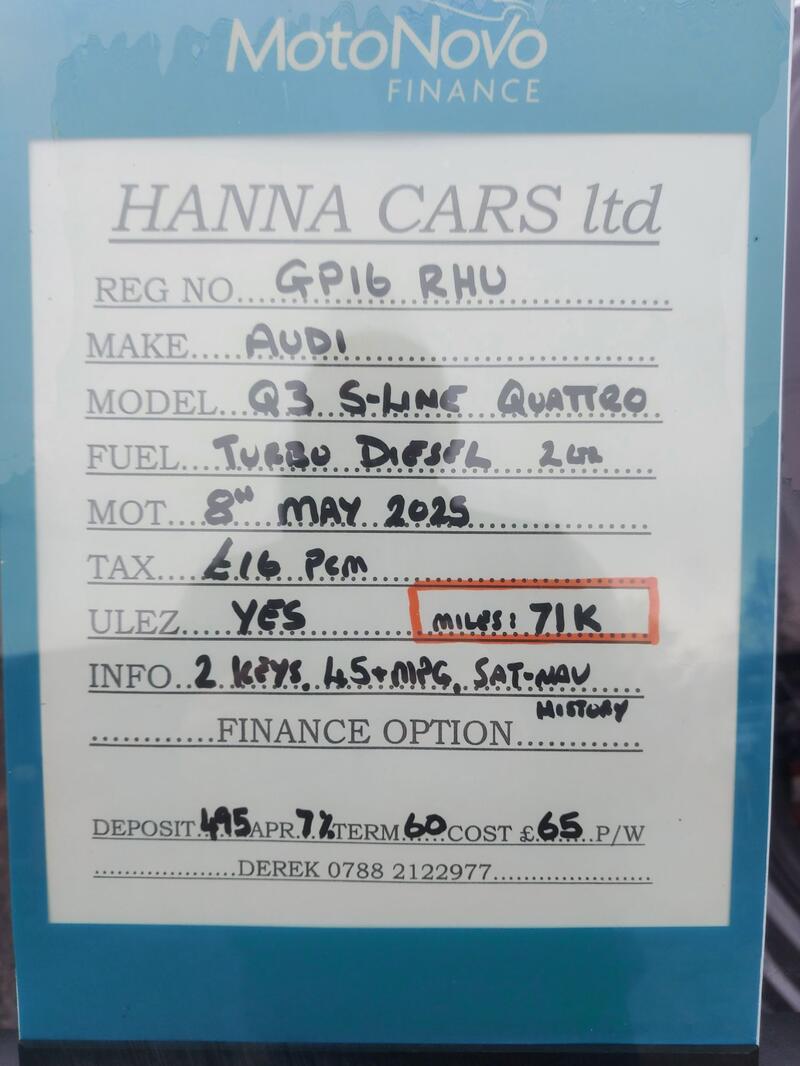 MotoNovo
FINANCE
HANNA CARS ltd
REG NO....GP16 RHU
MAKE.....AUDI
MODEL...Q3 S-LINE QUATTRO
FUEL....TURBO DIESEL 2 LTR
MOT....8TH MAY 2025
TAX....£16 PCM
ULEZ....YES MILES: 71K
INFO..2 KEYS, 45+MPG, SAT-NAV
HISTORY
............FINANCE OPTION............
DEPOSIT.495 APR.7% TERM.60 COST £65 P/W
..................DEREK 0788 2122977....................